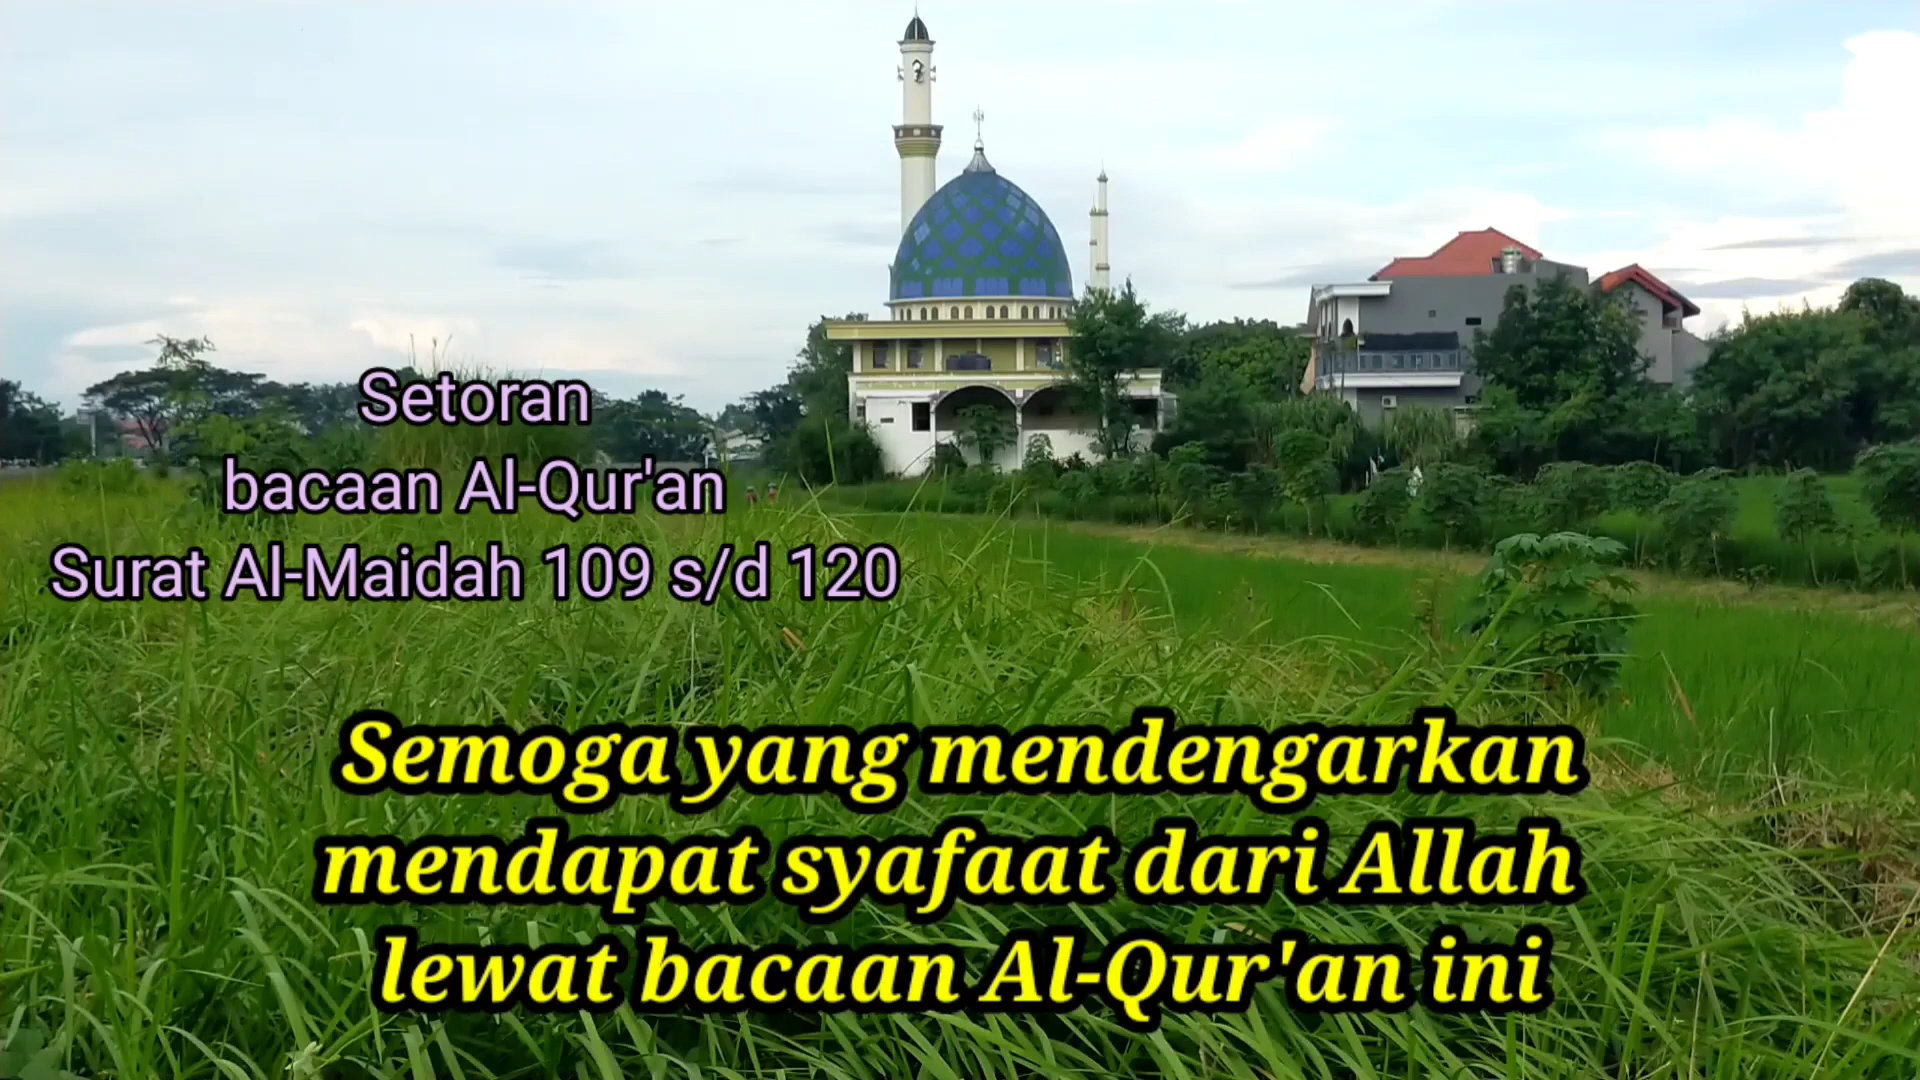 Setoran
bacaan Al-Qur'an
Surat Al-Maidah 109 s/d 120
Semoga yang mendengarkan
mendapat syafaat dari Allah
lewat bacaan Al-Qur'an ini